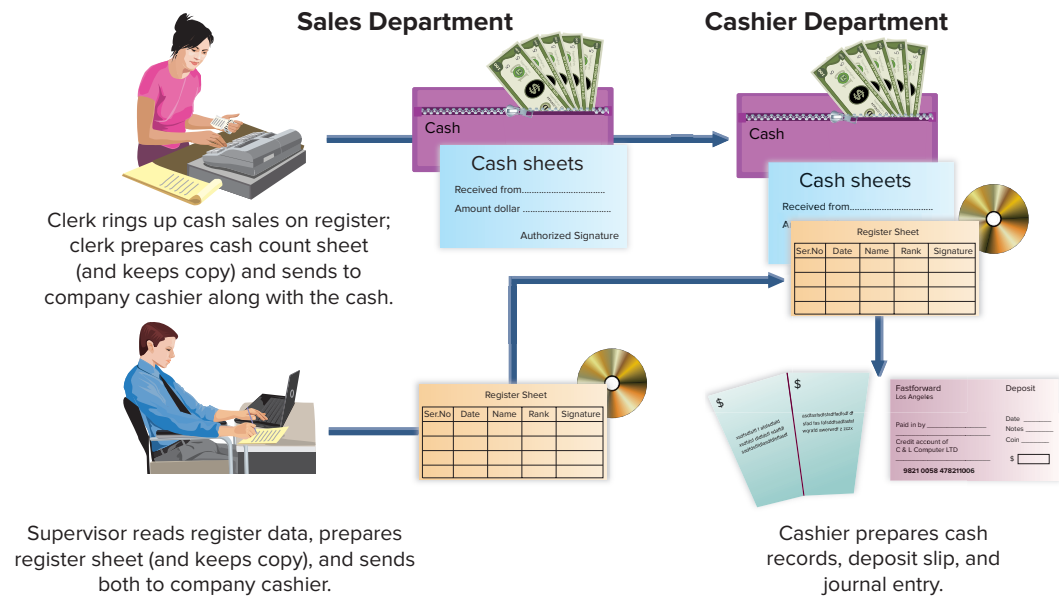 Sales Department
Cashier Department
Cash
Cash sheets
Received from
Amount dollar
Authorized Signature
Cash
Cash sheets
Received from
Register Sheet
Ser.No Date Name Rank Signature
Clerk rings up cash sales on register;
clerk prepares cash count sheet
(and keeps copy) and sends to
company cashier along with the cash.
Register Sheet
Ser.No Date Name Rank Signature
$
$
Fastforward Deposit
Los Angeles
Date
Paid in by
Notes
Coin
Credit account of
C & L Computer LTD
$
9821 0058 478211006
Supervisor reads register data, prepares
register sheet (and keeps copy), and sends
both to company cashier.
Cashier prepares cash
records, deposit slip, and
journal entry.